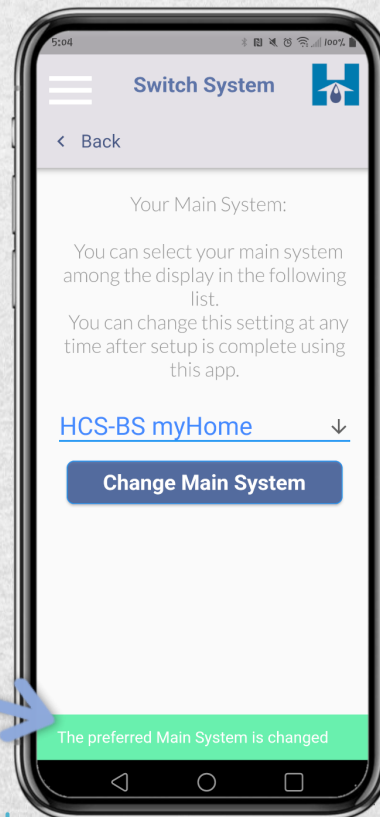 5:04
100%
Switch System
< Back
Your Main System:
You can select your main system
among the display in the following
list.
You can change this setting at any
time after setup is complete using
this app.
HCS-BS myHome
Change Main System
The preferred Main System is changed